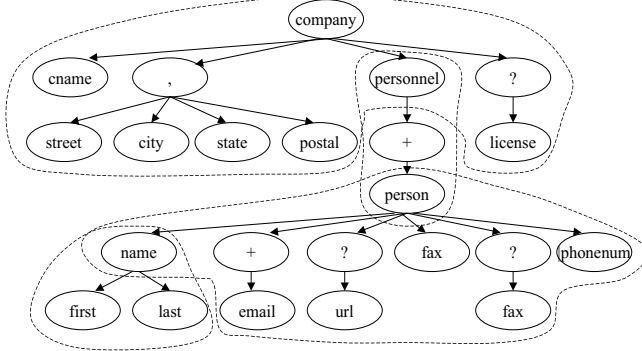 company
cname , personnel ?
street city state postal + license
person
name + ? fax ? phonenum
first last email url fax